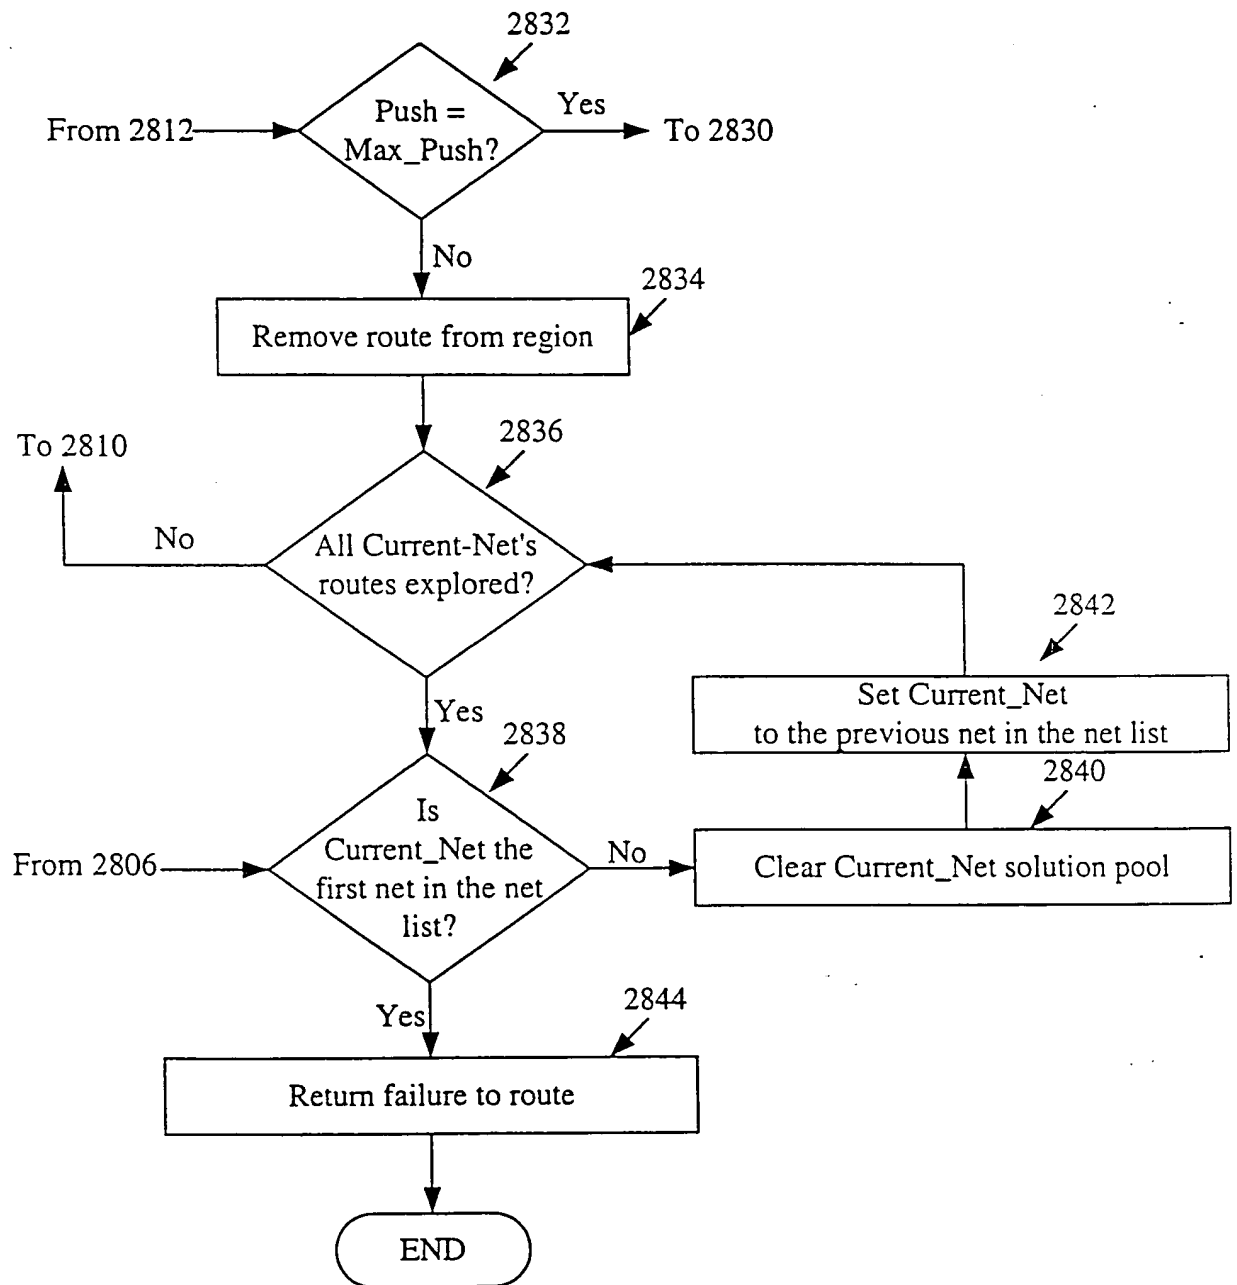 2832
Push =
Max_Push?
From 2812
Yes
To 2830
No
2834
Remove route from region
To 2810
2836
No
All Current-Net's
routes explored?
2842
Set Current_Net
to the previous net in the net list
Yes
2838
2840
Is
Current_Net the
first net in the net
list?
From 2806
No
Clear Current_Net solution pool
Yes
2844
Return failure to route
END